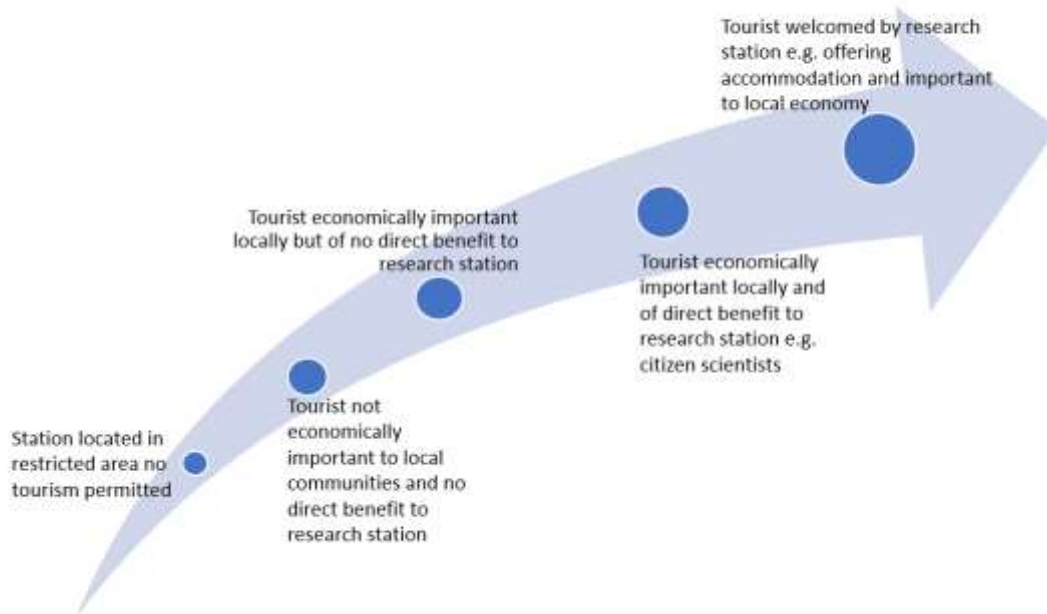 Tourist welcomed by research
station e.g. offering
accommodation and important
to local economy
Tourist economically important
locally but of no direct benefit to
research station
Tourist economically
important locally and
of direct benefit to
research station e.g.
citizen scientists
Tourist not
economically
important to local
communities and no
direct benefit to
research station
Station located in
restricted area no
tourism permitted